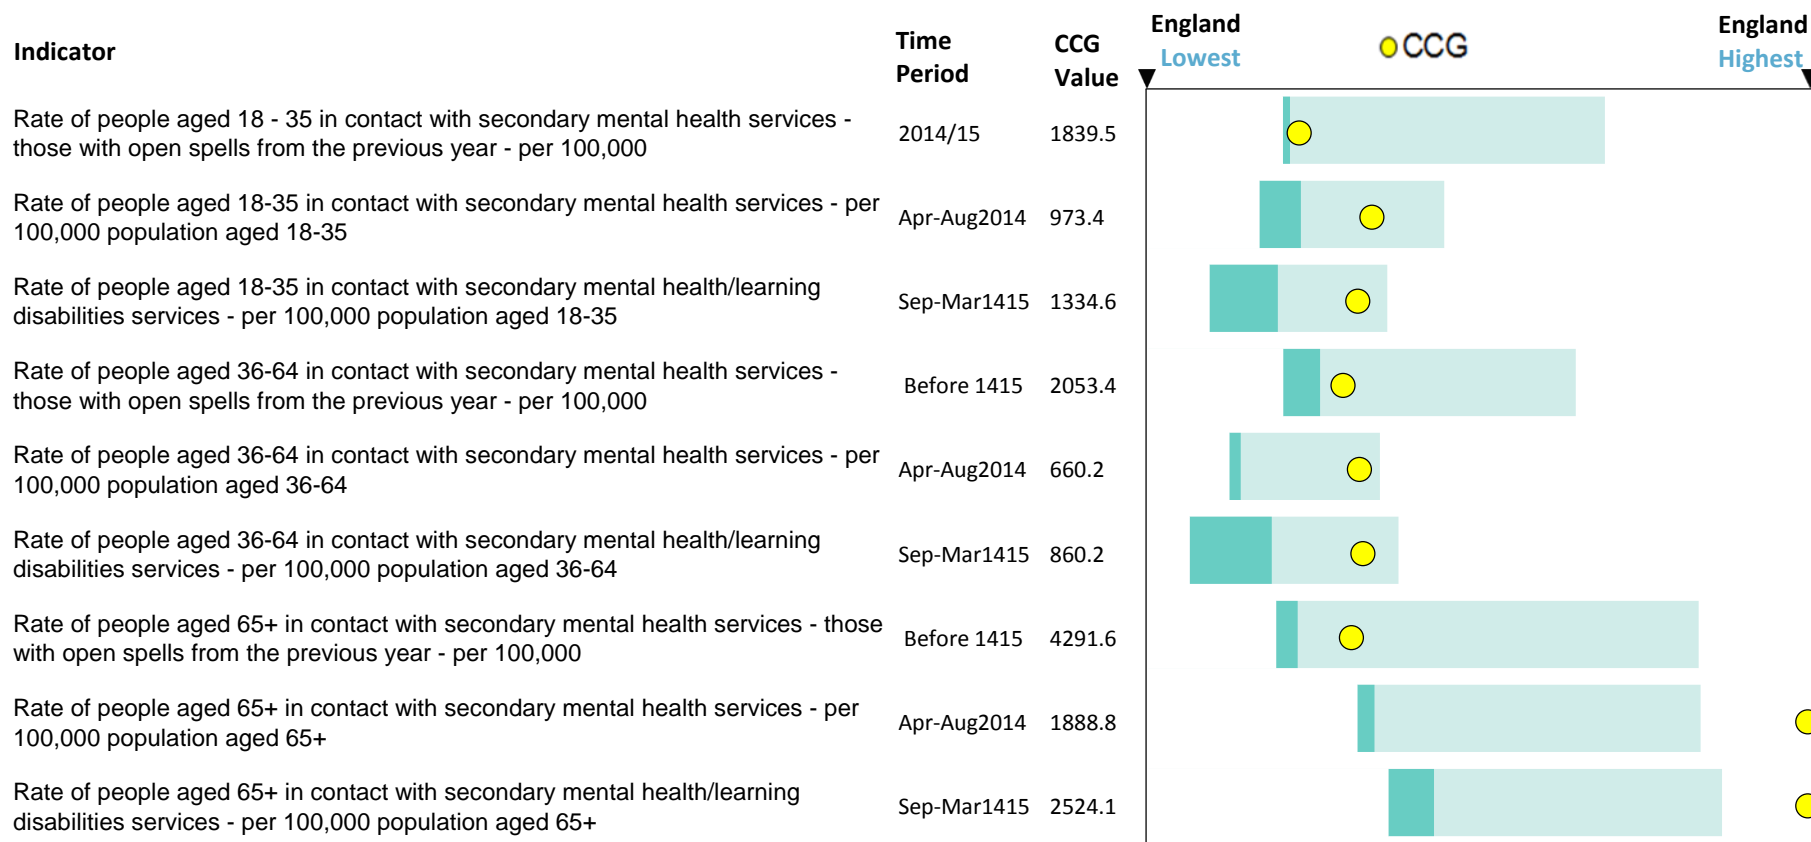 Indicator
Time Period
CCG Value
England Lowest
CCG
England Highest
Rate of people aged 18 - 35 in contact with secondary mental health services -
those with open spells from the previous year - per 100,000
2014/15 1839.5
Rate of people aged 18-35 in contact with secondary mental health services - per
100,000 population aged 18-35
Apr-Aug2014 973.4
Rate of people aged 18-35 in contact with secondary mental health/learning
disabilities services - per 100,000 population aged 18-35
Sep-Mar1415 1334.6
Rate of people aged 36-64 in contact with secondary mental health services -
those with open spells from the previous year - per 100,000
Before 1415 2053.4
Rate of people aged 36-64 in contact with secondary mental health services - per
100,000 population aged 36-64
Apr-Aug2014 660.2
Rate of people aged 36-64 in contact with secondary mental health/learning
disabilities services - per 100,000 population aged 36-64
Sep-Mar1415 860.2
Rate of people aged 65+ in contact with secondary mental health services - those
with open spells from the previous year - per 100,000
Before 1415 4291.6
Rate of people aged 65+ in contact with secondary mental health services - per
100,000 population aged 65+
Apr-Aug2014 1888.8
Rate of people aged 65+ in contact with secondary mental health/learning
disabilities services - per 100,000 population aged 65+
Sep-Mar1415 2524.1